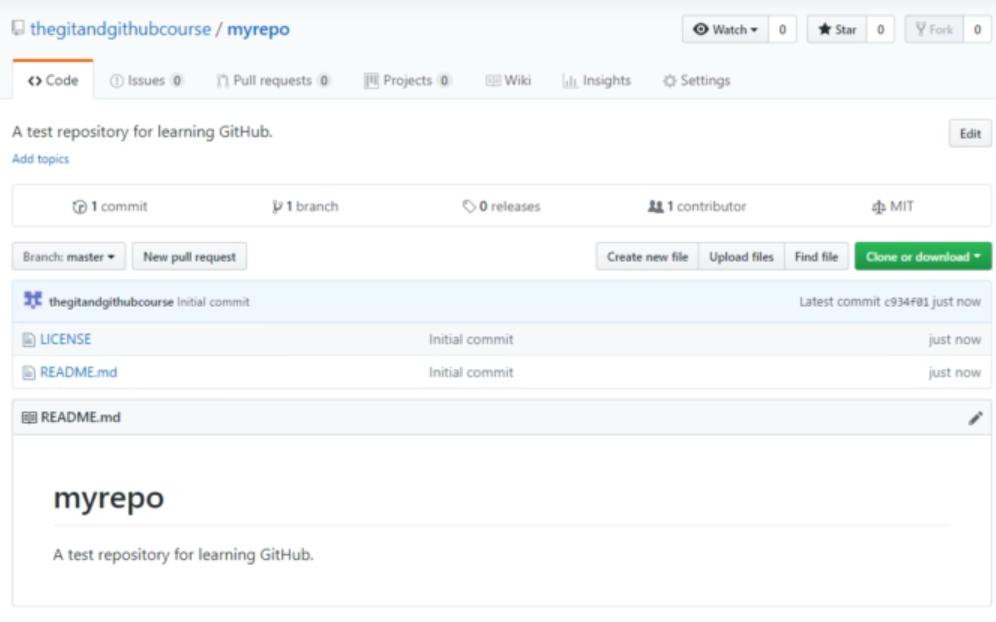 thegitandgithubcourse / myrepo Watch 0 Star 0 Fork 0
Code Issues 0 Pull requests 0 Projects 0 Wiki Insights Settings
A test repository for learning GitHub. Edit
Add topics
1 commit 1 branch 0 releases 1 contributor MIT
Branch: master New pull request Create new file Upload files Find file Clone or download
thegitandgithubcourse Initial commit Latest commit c934f01 just now
LICENSE Initial commit just now
README.md Initial commit just now
README.md
myrepo
A test repository for learning GitHub.